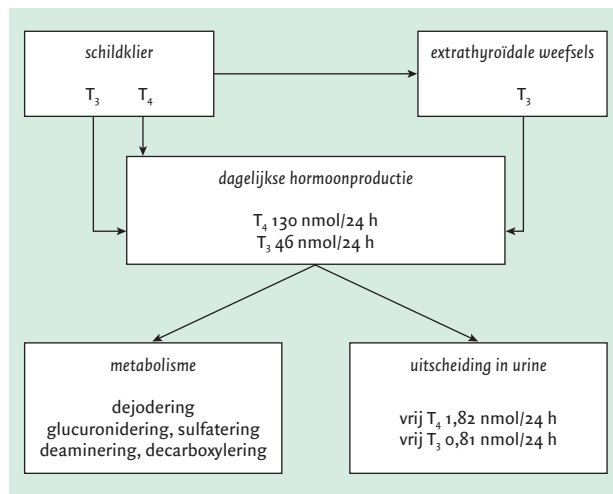 schildklier
T₃ T₄
extrathyroïdale weefsels
T₃
dagelijkse hormoonproductie
T₄ 130 nmol/24 h
T₃ 46 nmol/24 h
metabolisme
dejodering
glucuronidering, sulfatering
deaminering, decarboxylering
uitscheiding in urine
vrij T₄ 1,82 nmol/24 h
vrij T₃ 0,81 nmol/24 h